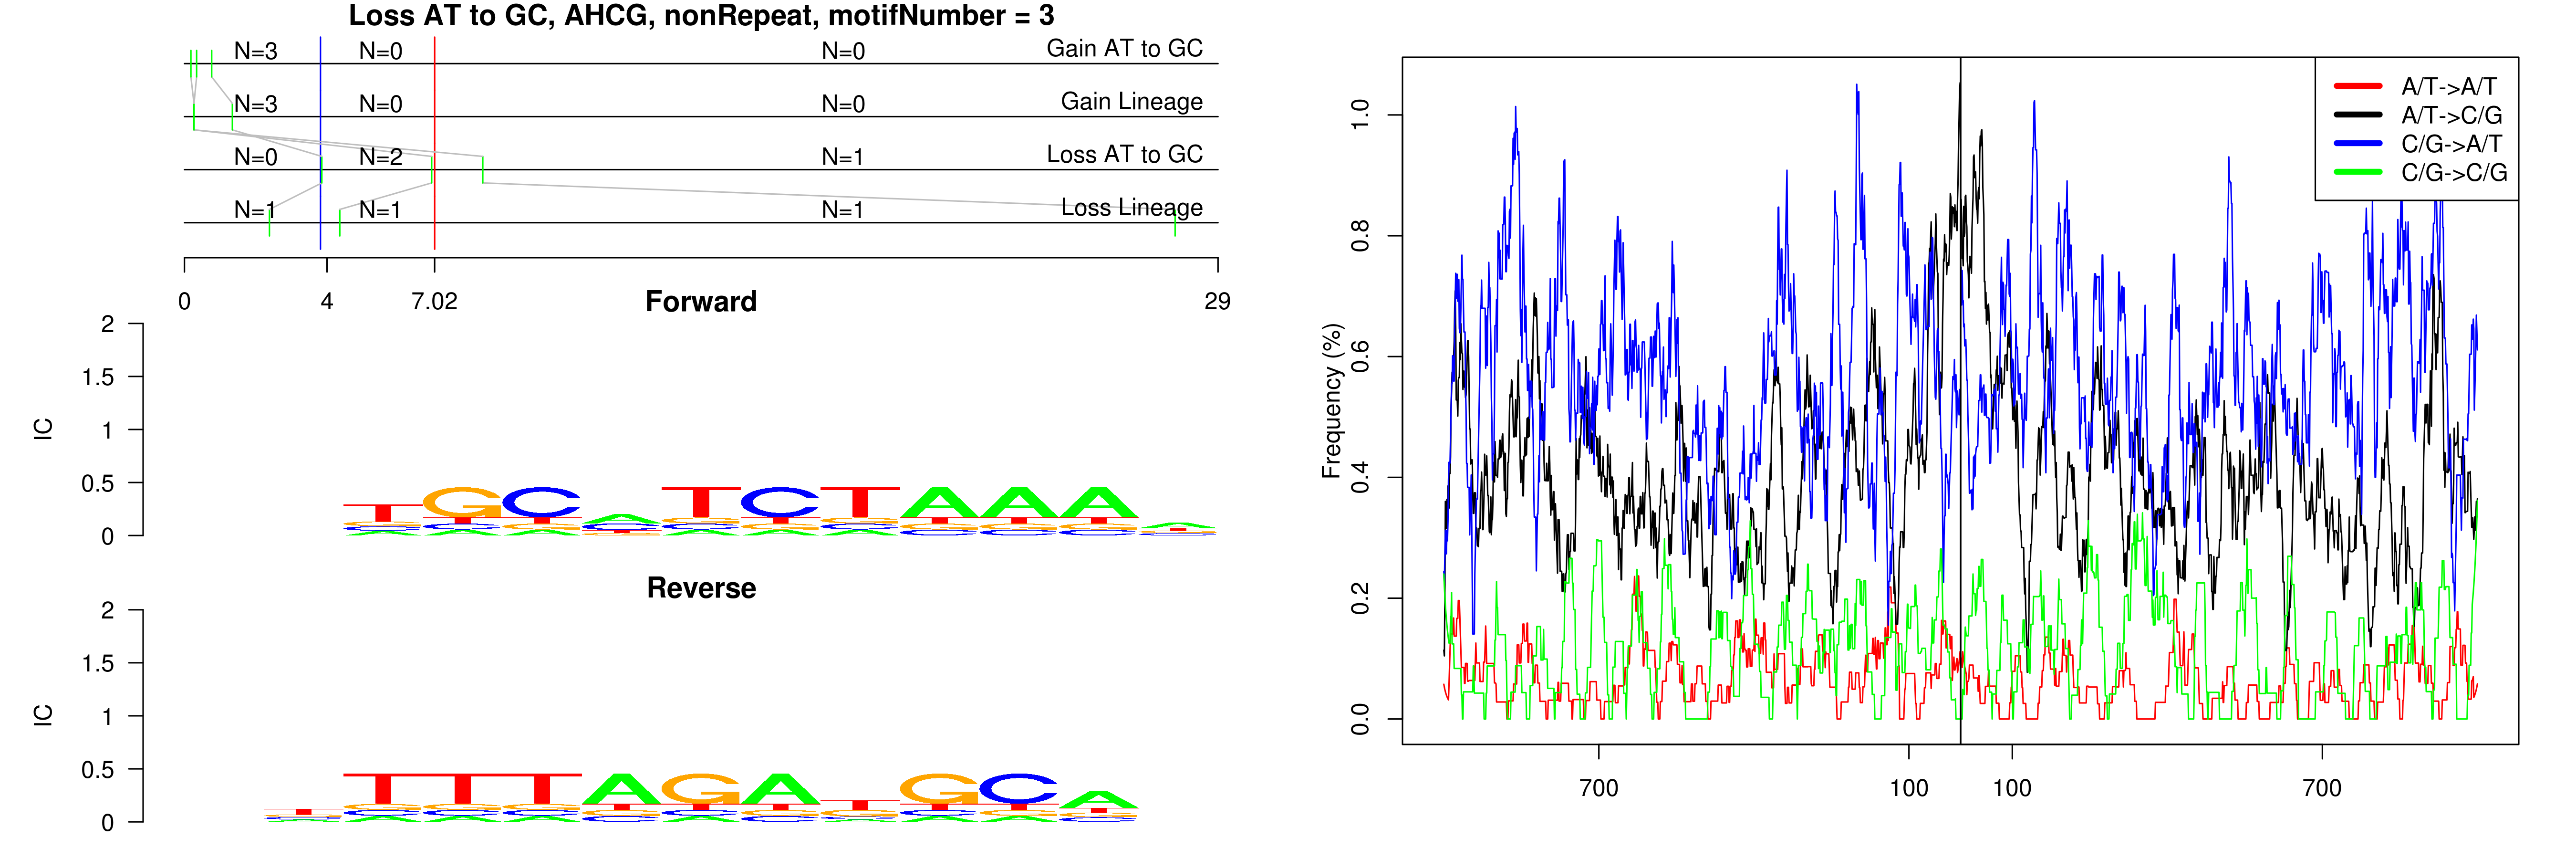 Loss AT to GC, AHCG, nonRepeat, motifNumber = 3
N=3 N=0 N=0 Gain AT to GC
N=3 N=0 N=0 Gain Lineage
N=0 N=2 N=1 Loss AT to GC
N=1 N=1 N=1 Loss Lineage
0 4 7.02 29
Forward
2
1.5
1
0.5
0
IC
TGCATCTAAAA
Reverse
2
1.5
1
0.5
0
IC
TTTTAGATGCA
A/T->A/T
A/T->C/G
C/G->A/T
C/G->C/G
Frequency (%)
1.0
0.8
0.6
0.4
0.2
0.0
700 100 100 700